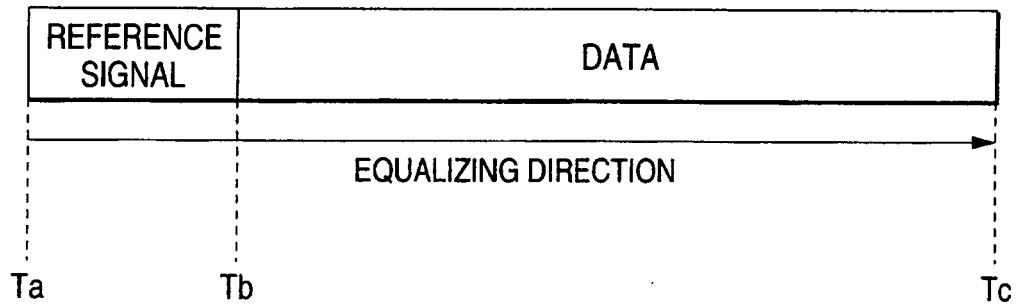 REFERENCE
SIGNAL
DATA
EQUALIZING DIRECTION
Ta
Tb
Tc